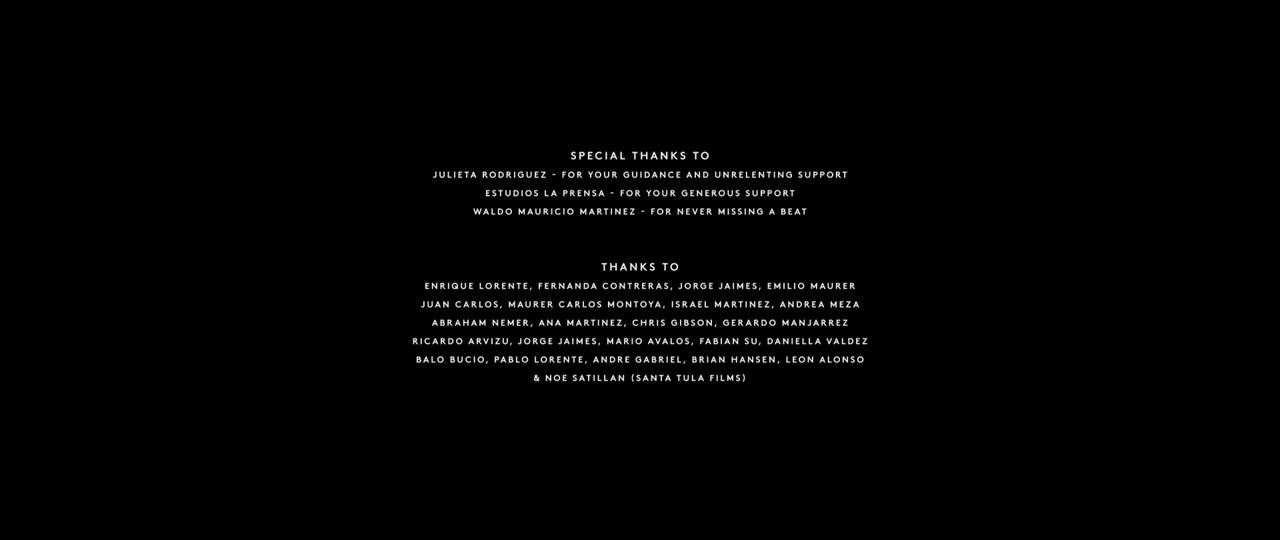 SPECIAL THANKS TO
JULIETA RODRIGUEZ - FOR YOUR GUIDANCE AND UNRELENTING SUPPORT
ESTUDIOS LA PRENSA - FOR YOUR GENEROUS SUPPORT
WALDO MAURICIO MARTINEZ - FOR NEVER MISSING A BEAT
THANKS TO
ENRIQUE LORENTE, FERNANDA CONTRERAS, JORGE JAIMES, EMILIO MAURER
JUAN CARLOS, MAURER CARLOS MONTOYA, ISRAEL MARTINEZ, ANDREA MEZA
ABRAHAM NEMER, ANA MARTINEZ, CHRIS GIBSON, GERARDO MANJARREZ
RICARDO ARVIZU, JORGE JAIMES, MARIO AVALOS, FABIAN SU, DANIELLA VALDEZ
BALO BUCIO, PABLO LORENTE, ANDRE GABRIEL, BRIAN HANSEN, LEON ALONSO
& NOE SATILLAN (SANTA TULA FILMS)